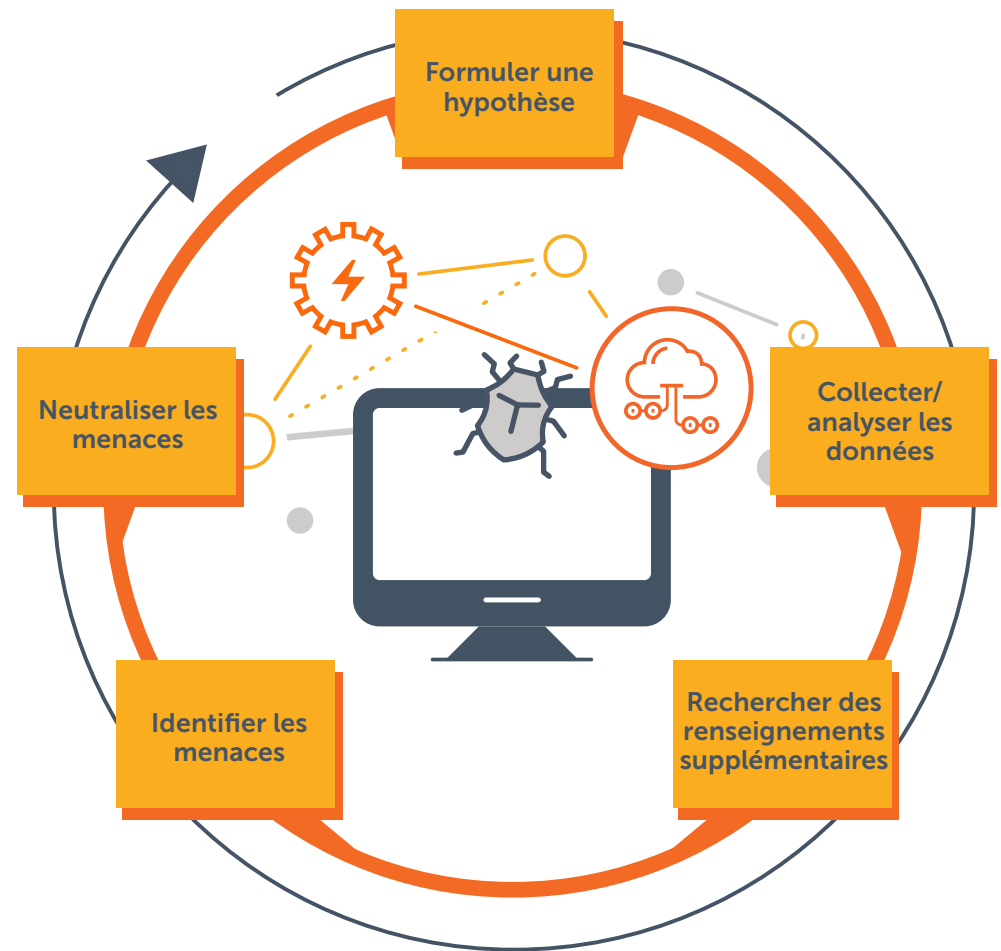 Formuler une
hypothèse
Collecter/
analyser les
données
Rechercher des
renseignements
supplémentaires
Identifier les
menaces
Neutraliser les
menaces